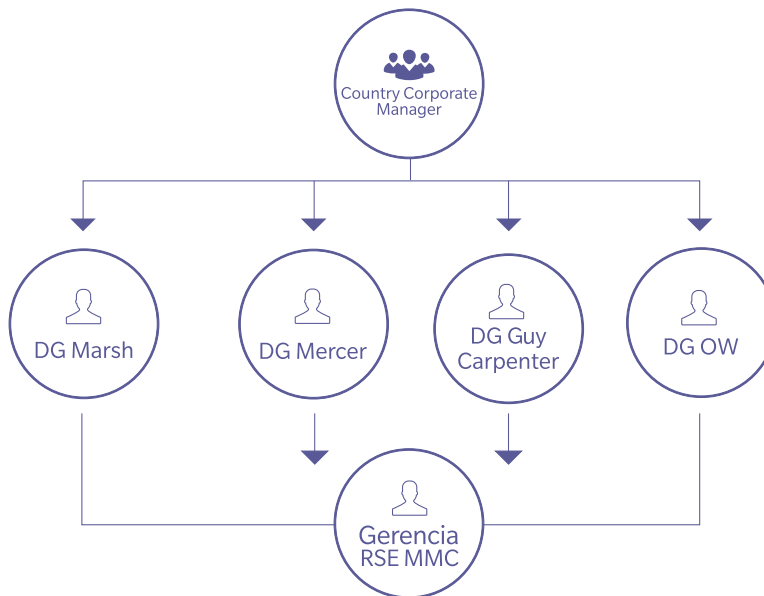 Country Corporate
Manager
DG Marsh
DG Mercer
DG Guy
Carpenter
DG OW
Gerencia
RSE MMC